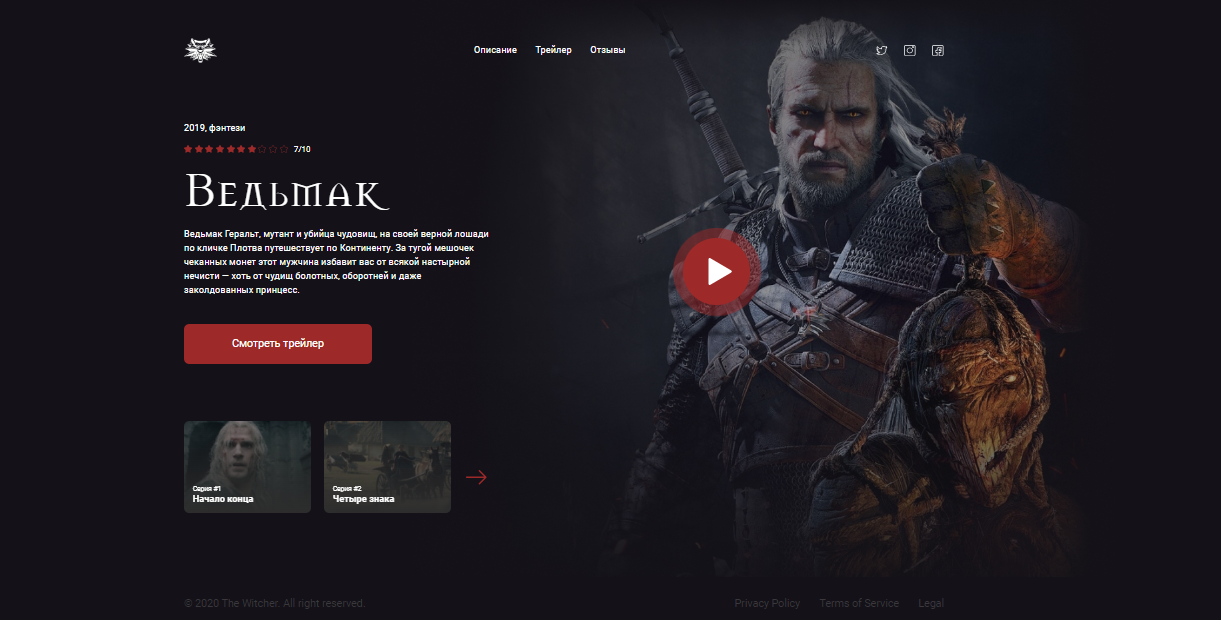 Описание Трейлер Отзывы
2019, фэнтези
7/10
Ведьмак
Ведьмак Геральт, мутант и убийца чудовищ, на своей верной лошади
по кличке Плотва путешествует по Континенту. За тугой мешочек
чеканных монет этот мужчина избавит вас от всякой настырной
нечисти — хоть от чудищ болотных, оборотней и даже
заколдованных принцесс.
Смотреть трейлер
Серия #1
Начало конца
Серия #2
Четыре знака
© 2020 The Witcher. All right reserved.
Privacy Policy Terms of Service Legal